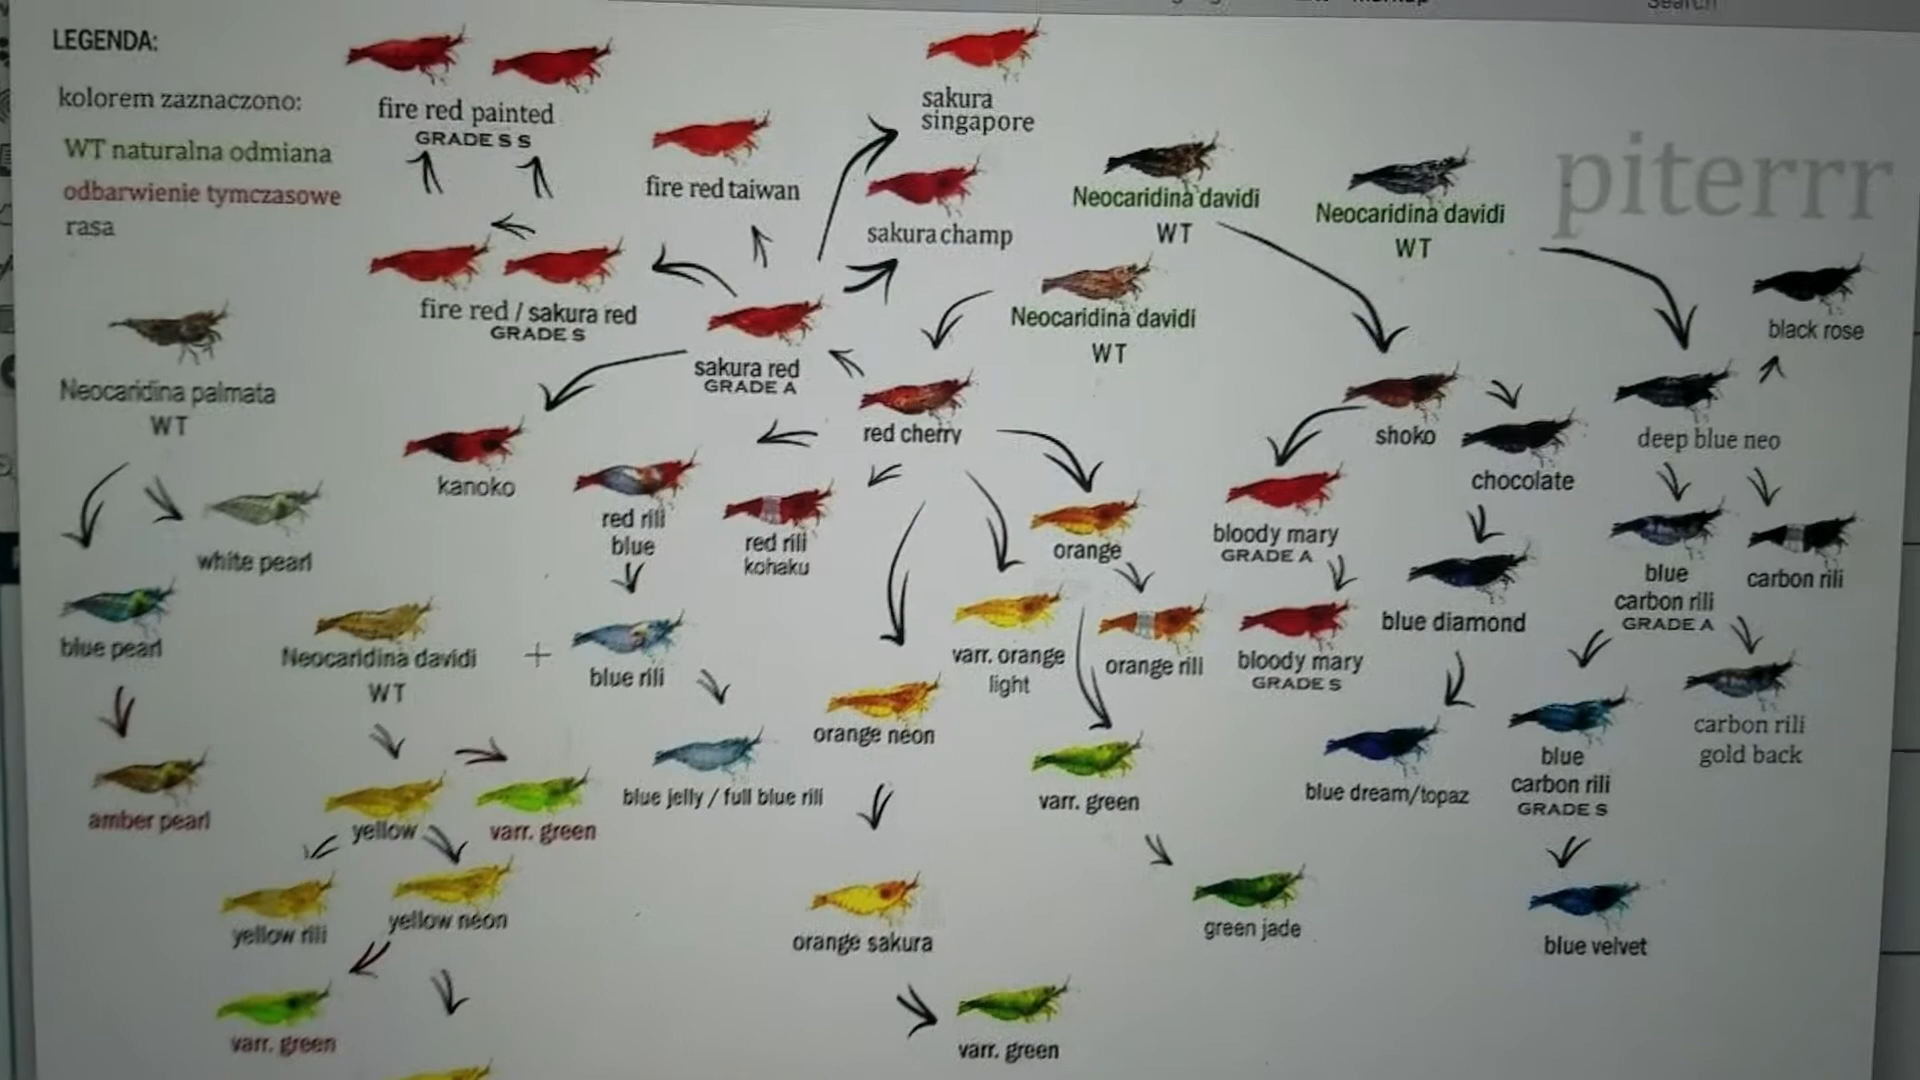 LEGENDA:
kolorem zaznaczono:
WT naturalna odmiana
odbarwienie tymczasowe
rasa
fire red painted
GRADE S S
sakura
singapore
fire red taiwan
sakura champ
Neocaridina davidi
WT
Neocaridina davidi
WT
piterrr
fire red / sakura red
GRADE S
Neocaridina davidi
WT
black rose
Neocaridina palmata
WT
sakura red
GRADE A
red cherry
shoko
deep blue neo
kanoko
chocolate
white pearl
red rili
blue
red rili
kohaku
orange
bloody mary
GRADE A
blue
carbon rili
GRADE A
carbon rili
blue pearl
Neocaridina davidi
WT
+
blue rili
varr. orange
light
orange rili
bloody mary
GRADE S
blue diamond
orange neon
carbon rili
gold back
amber pearl
yellow
varr. green
blue jelly / full blue rili
varr. green
blue dream/topaz
blue
carbon rili
GRADE S
yellow rili
yellow neon
orange sakura
green jade
blue velvet
varr. green
varr. green